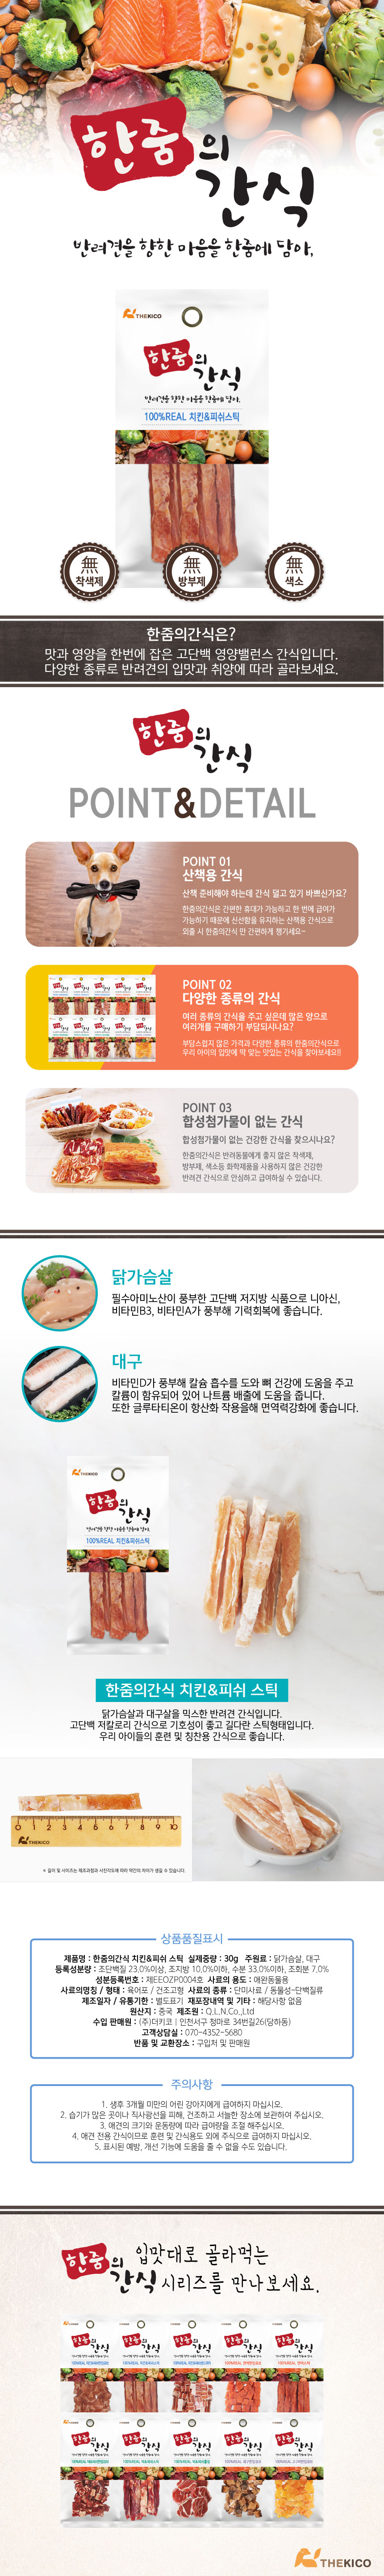 한줌의
간식
반려견을 향한 마음을 한줌에 담아,
THEKICO
한줌의
간식
반려견을 향한 마음을 한줌에 담아,
100%REAL 치킨&피쉬스틱
無
착색제
無
방부제
無
색소
한줌의간식은?
맛과 영양을 한번에 잡은 고단백 영양밸런스 간식입니다.
다양한 종류로 반려견의 입맛과 취양에 따라 골라보세요.
한줌의
간식
POINT&DETAIL
POINT 01
산책용 간식
산책 준비해야 하는데 간식 덜고 있기 바쁘신가요?
한줌의간식은 간편한 휴대가 가능하고 한 번에 급여가
가능하기 때문에 신선함을 유지하는 산책용 간식으로
외출 시 한줌의간식 만 간편하게 챙기세요~
POINT 02
다양한 종류의 간식
여러 종류의 간식을 주고 싶은데 많은 양으로
여러개를 구매하기 부담되시나요?
부담스럽지 않은 가격과 다양한 종류의 한줌의간식으로
우리 아이의 입맛에 딱 맞는 맛있는 간식을 찾아보세요!!
POINT 03
합성첨가물이 없는 간식
합성첨가물이 없는 건강한 간식을 찾으시나요?
한줌의간식은 반려동물에게 좋지 않은 착색제,
방부제, 색소등 화학제품을 사용하지 않은 건강한
반려견 간식으로 안심하고 급여하실 수 있습니다.
닭가슴살
필수아미노산이 풍부한 고단백 저지방 식품으로 니아신,
비타민B3, 비타민A가 풍부해 기력회복에 좋습니다.
대구
비타민D가 풍부해 칼슘 흡수를 도와 뼈 건강에 도움을 주고
칼륨이 함유되어 있어 나트륨 배출에 도움을 줍니다.
또한 글루타티온이 항산화 작용을해 면역력강화에 좋습니다.
THEKICO
한줌의
간식
반려견을 향한 마음을 한줌에 담아,
100%REAL 치킨&피쉬스틱
한줌의간식 치킨&피쉬 스틱
닭가슴살과 대구살을 믹스한 반려견 간식입니다.
고단백 저칼로리 간식으로 기호성이 좋고 길다란 스틱형태입니다.
우리 아이들의 훈련 및 칭찬용 간식으로 좋습니다.
0 1 2 3 4 5 6 7 8 9 10
THEKICO
※ 길이 및 사이즈는 제조과정과 사진각도에 따라 약간의 차이가 생길 수 있습니다.
상품품질표시
제품명 : 한줌의간식 치킨&피쉬 스틱 실제중량 : 30g 주원료 : 닭가슴살, 대구
등록성분량 : 조단백질 23.0%이상, 조지방 10.0%이하, 수분 33.0%이하, 조회분 7.0%
성분등록번호 : 제EEOZP0004호 사료의 용도 : 애완동물용
사료의명칭 / 형태 : 육어포 / 건조고형 사료의 종류 : 단미사료 / 동물성-단백질류
제조일자 / 유통기한 : 별도표기 재포장내역 및 기타 : 해당사항 없음
원산지 : 중국 제조원 : Q.L.N.Co.,Ltd
수입 판매원 : (주)더키코 | 인천서구 정마로 34번길26(당하동)
고객상담실 : 070-4352-5680
반품 및 교환장소 : 구입처 및 판매원
주의사항
1. 생후 3개월 미만의 어린 강아지에게 급여하지 마십시오.
2. 습기가 많은 곳이나 직사광선을 피해, 건조하고 서늘한 장소에 보관하여 주십시오.
3. 애견의 크기와 운동량에 따라 급여량을 조절 해주십시오.
4. 애견 전용 간식이므로 훈련 및 간식용도 외에 주식으로 급여하지 마십시오.
5. 표시된 예방, 개선 기능에 도움을 줄 수 없을 수도 있습니다.
한줌의 간식
입맛대로 골라먹는
시리즈를 만나보세요.
THEKICO